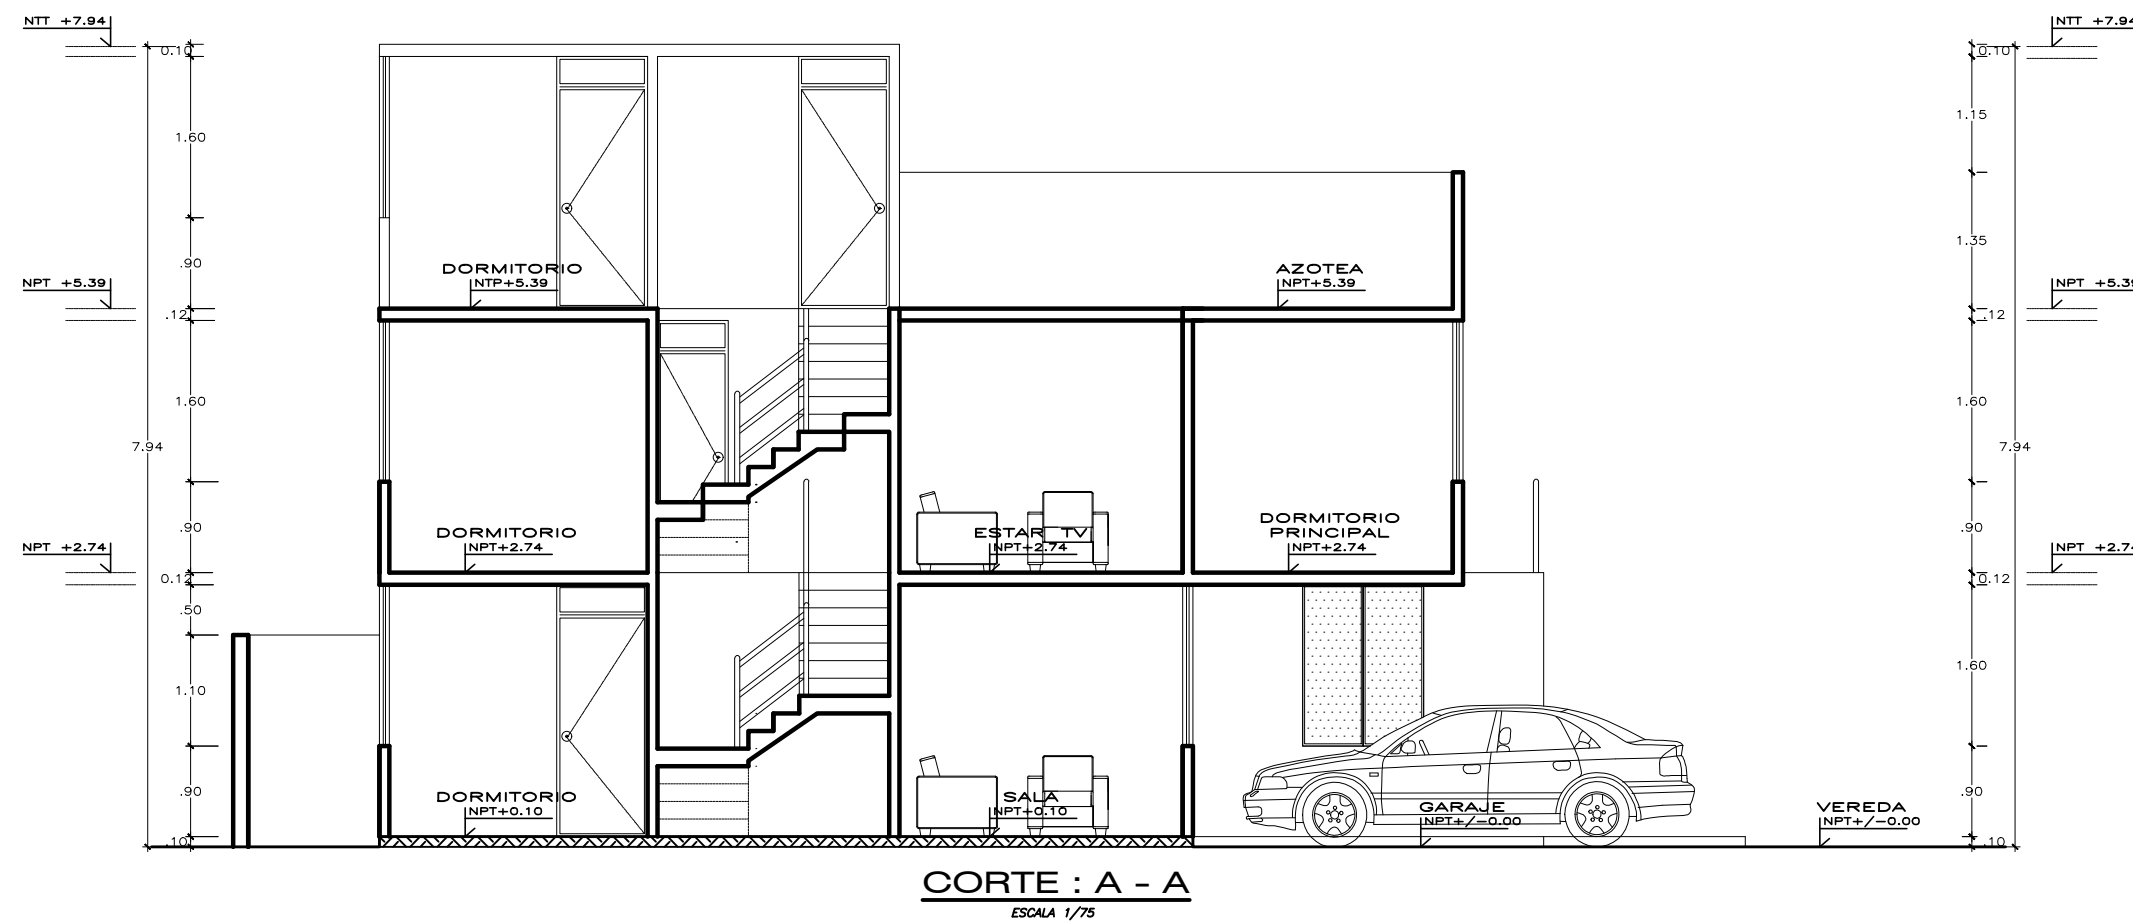 NTT +7.94
NTT +7.94
0.10
0.10
1.15
1.60
1.35
.90
DORMITORIO
NTP+5.39
AZOTEA
NPT+5.39
NPT +5.39
NPT +5.39
.12
.12
1.60
1.60
7.94
7.94
.90
.90
DORMITORIO
NPT+2.74
ESTAR TV
NPT+2.74
DORMITORIO
PRINCIPAL
NPT+2.74
NPT +2.74
NPT +2.74
0.12
0.12
.50
1.60
1.10
.90
.90
DORMITORIO
NPT+0.10
SALA
NPT+0.10
GARAJE
NPT+/-0.00
VEREDA
NPT+/-0.00
.10
.10
CORTE : A - A
ESCALA 1/75